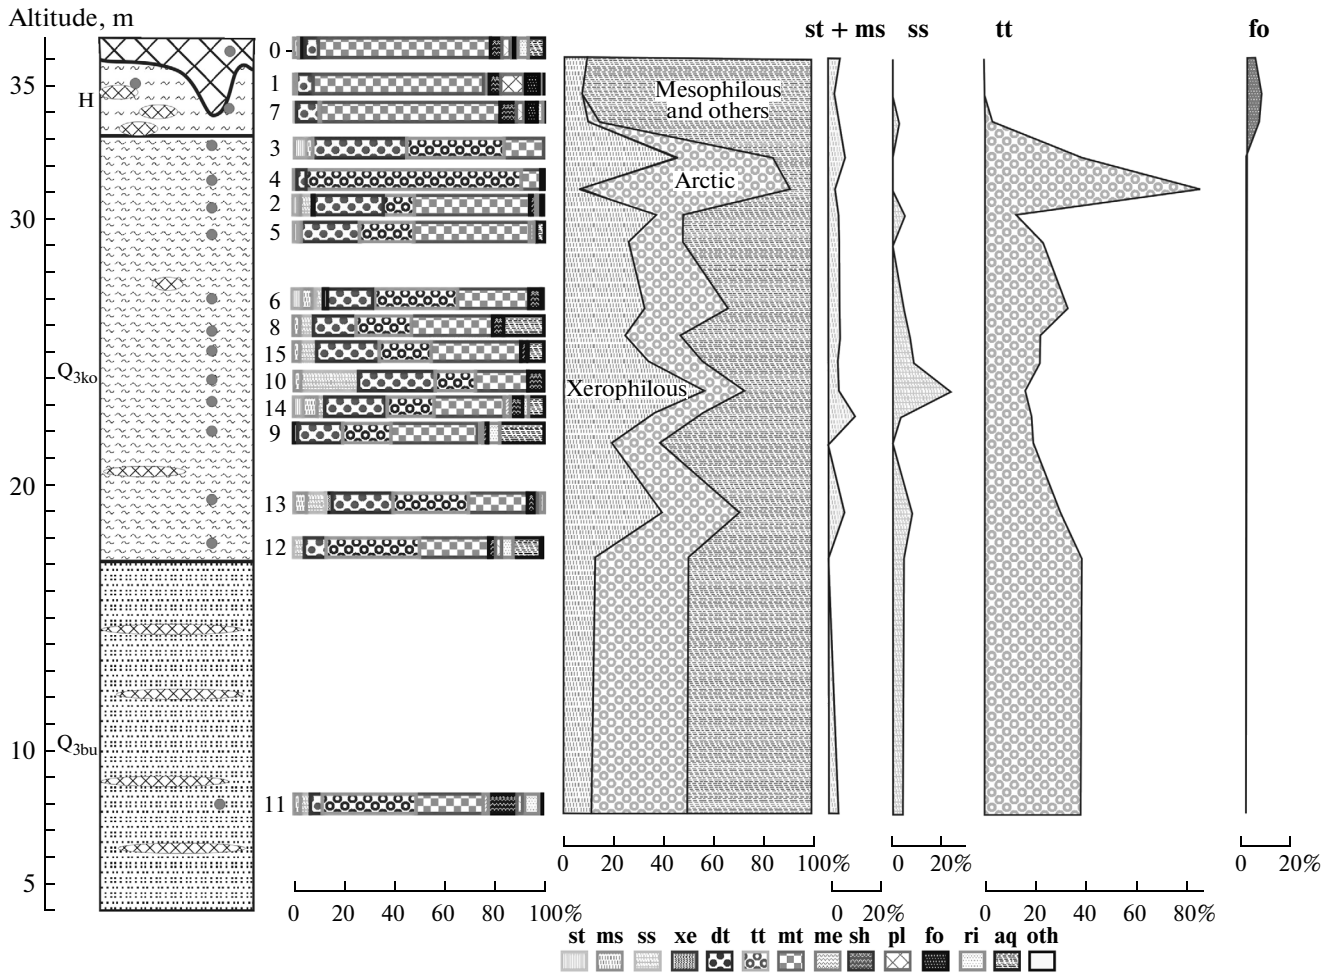 Altitude, m
st + ms ss tt fo
35
30
20
10
5
H
Q3ko
Q3bu
0
1
7
3
4
2
5
6
8
15
10
14
9
13
12
11
Mesophilous
and others
Arctic
Xerophilous
0 20 40 60 80 100%
0 20%
0 20%
0 20%
0 20 40 60 80 100%
0 20 40 60 80%
st ms ss xe dt tt mt me sh pl fo ri aq oth